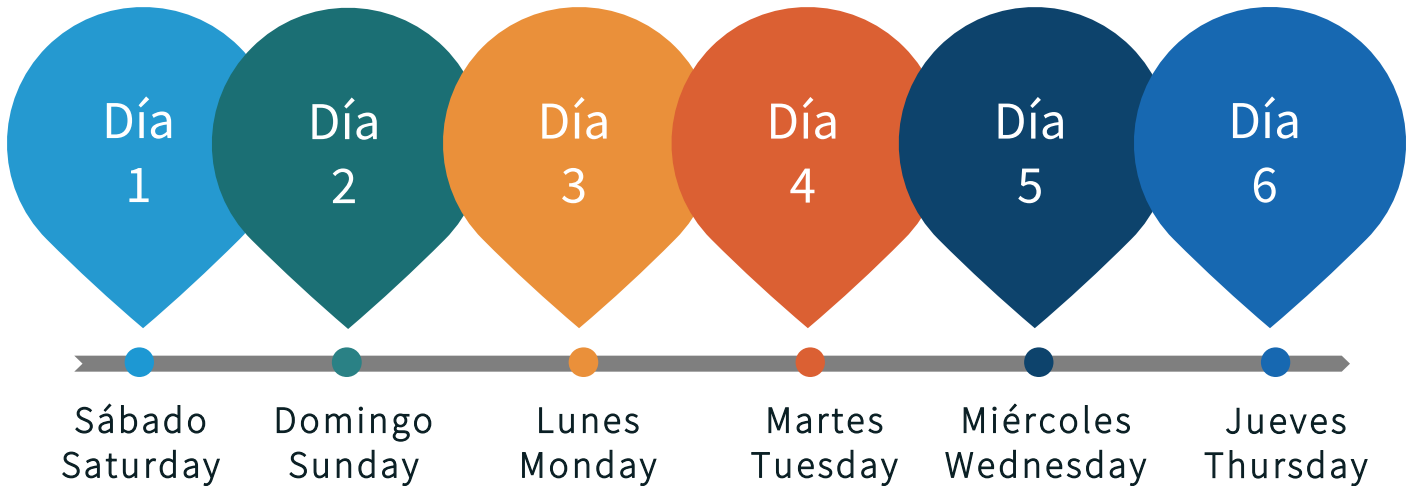 Día
1
Día
2
Día
3
Día
4
Día
5
Día
6
Sábado
Saturday
Domingo
Sunday
Lunes
Monday
Martes
Tuesday
Miércoles
Wednesday
Jueves
Thursday